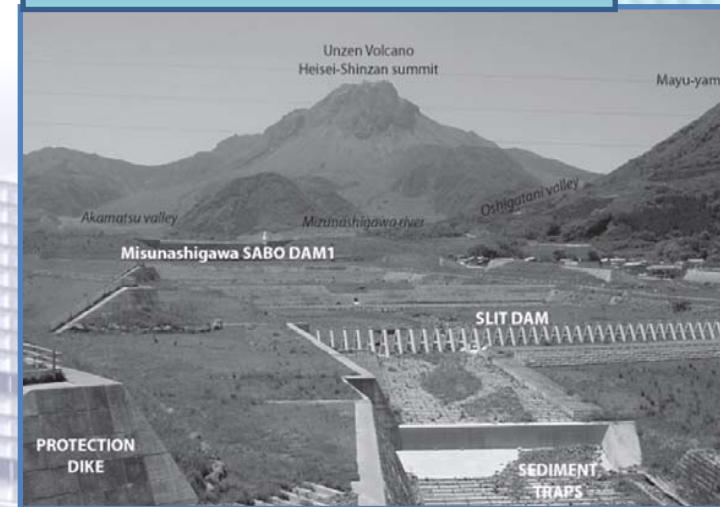 Unzen Volcano
Heisei-Shinzan summit
Mayu-yam
Akamatsu valley
Mizunashigawa river
Oshigatani valley
Misunashigawa SABO DAM1
SLIT DAM
PROTECTION
DIKE
SEDIMENT
TRAPS